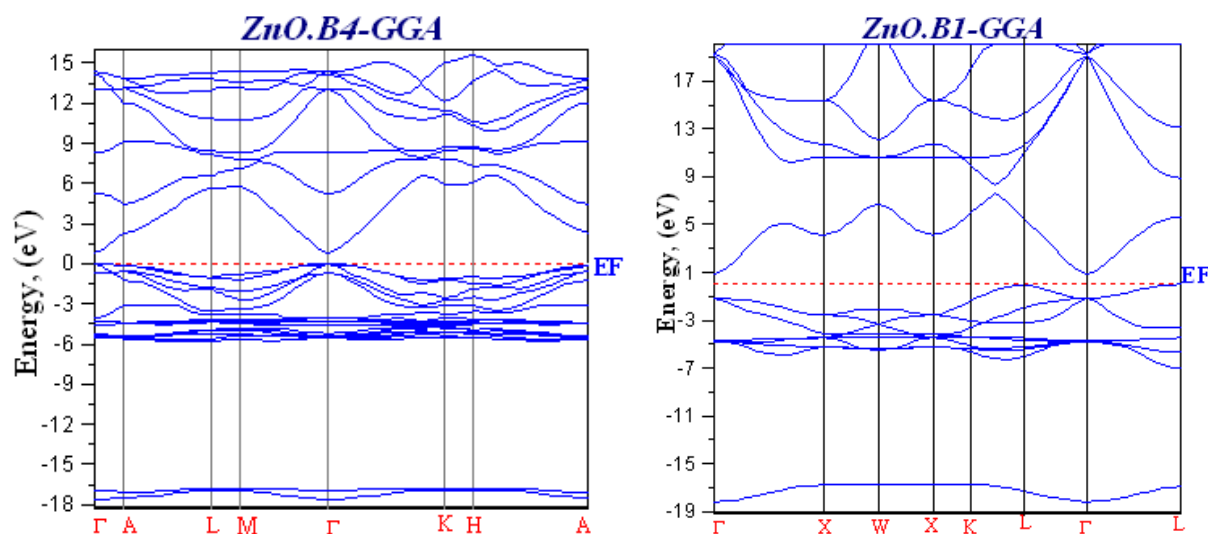 ZnO.B4-GGA
Energy, (eV)
15
12
9
6
3
0
-3
-6
-9
-12
-15
-18
EF
Γ A L M Γ K H A
ZnO.B1-GGA
Energy, (eV)
17
13
9
5
1
-3
-7
-11
-15
-19
EF
Γ X W X K L Γ L